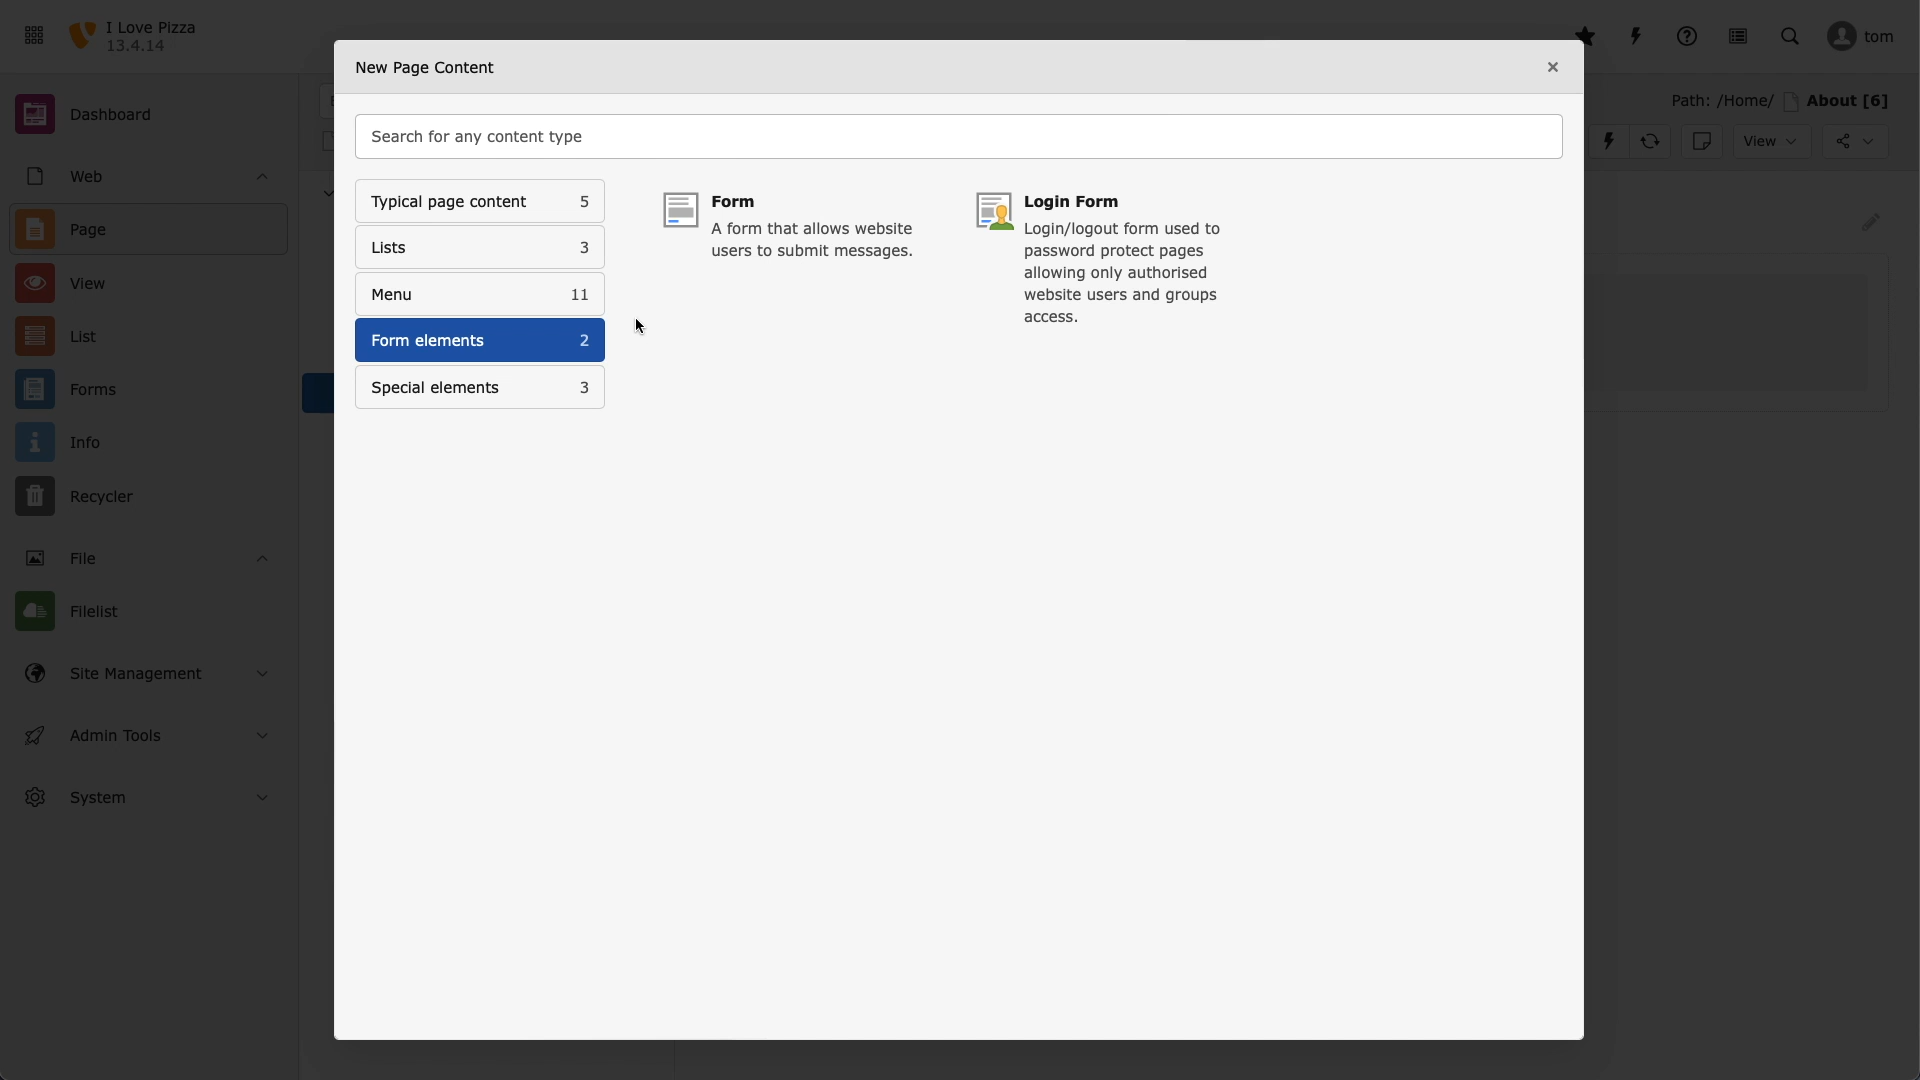 I Love Pizza
13.4.14
tom
New Page Content
Path: /Home/ About [6]
Search for any content type
View
Dashboard
Web
Page
View
List
Forms
Info
Recycler
File
Filelist
Site Management
Admin Tools
System
Typical page content 5
Lists 3
Menu 11
Form elements 2
Special elements 3
Form
A form that allows website
users to submit messages.
Login Form
Login/logout form used to
password protect pages
allowing only authorised
website users and groups
access.